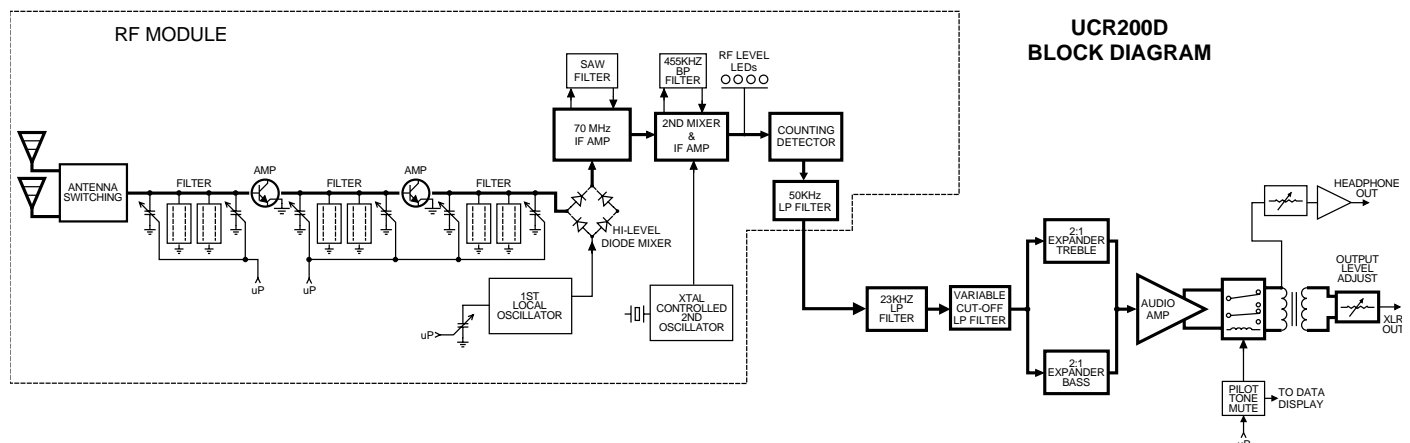 RF MODULE
UCR200D
BLOCK DIAGRAM
SAW
FILTER
455KHZ
BP
FILTER
RF LEVEL
LEDs
70 MHz
IF AMP
2ND MIXER
&
IF AMP
COUNTING
DETECTOR
50KHz
LP FILTER
ANTENNA
SWITCHING
FILTER
AMP
FILTER
AMP
FILTER
HI-LEVEL
DIODE MIXER
uP
uP
uP
1ST
LOCAL
OSCILLATOR
XTAL
CONTROLLED
2ND
OSCILLATOR
23KHZ
LP
FILTER
VARIABLE
CUT-OFF
LP FILTER
2:1
EXPANDER
TREBLE
2:1
EXPANDER
BASS
AUDIO
AMP
HEADPHONE
OUT
OUTPUT
LEVEL
ADJUST
XLR
OUT
PILOT
TONE
MUTE
TO DATA
DISPLAY
uP